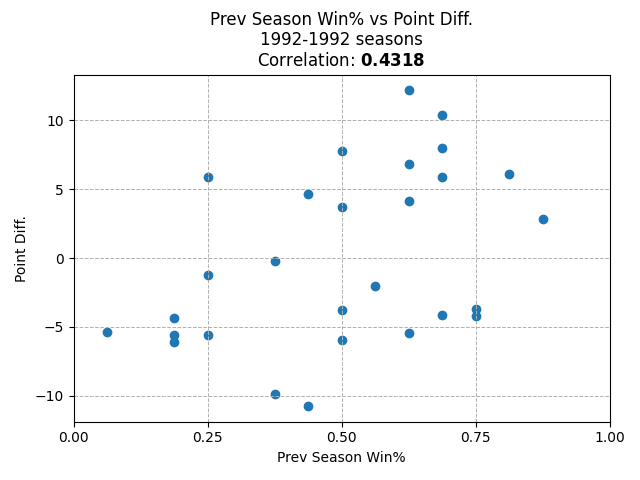 Prev Season Win% vs Point Diff.
1992-1992 seasons
Correlation: 0.4318
Point Diff.
10
5
0
−5
−10
0.00 0.25 0.50 0.75 1.00
Prev Season Win%